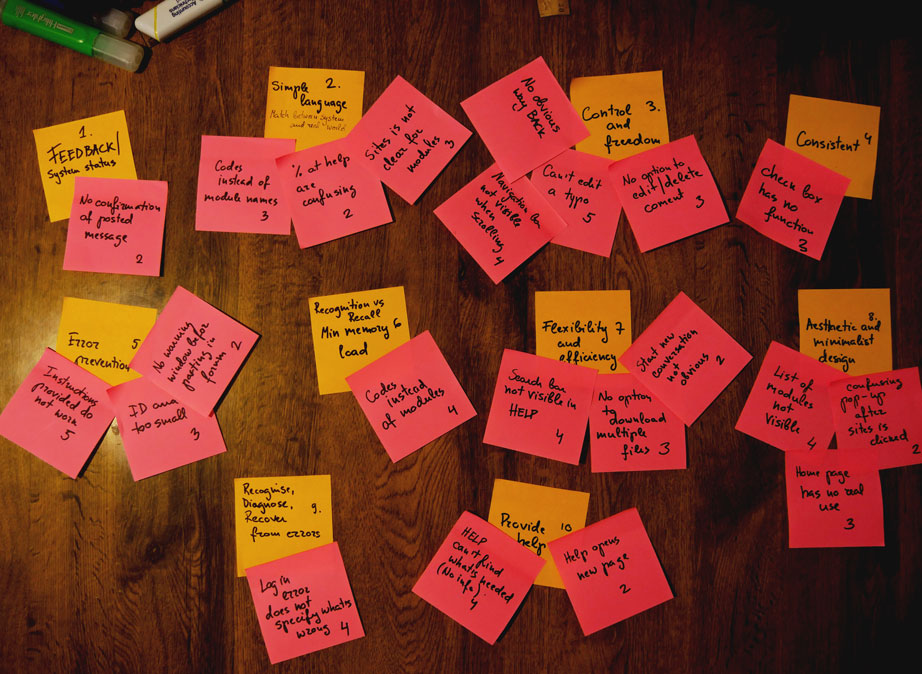 Accounting
Technicians
1.
FEEDBACK/
System status
No confirmation
of posted
message
2
Simple 2.
language
Match between system
and real "world"
Codes
instead of
module names
3
% at help
are
confusing
2
Sites is not
clear for
modules
3
Control 3.
and
freedom
No obvious
way BACK
Navigation
not visible
when
scrolling
4
Can't edit
a typo
5
No option to
edit/delete
coment 3
Consistent 4
check box
has no
function
3
Error 5
prevention
Instructions
provided do
not work
5
ID
too small
3
No warning
window befor
in
forum 2
Recognition vs
Recall
Min memory 6
load
Codes
instead
of modules
4
Flexibility 7
and
efficiency
Search bar
not visible in
HELP
4
No option
to
download
multiple
files 3
Start new
conversation
not
obvious
2
8.
Aesthetic and
minimalist
design
List of
modules
not
visible
4
confusing
pop-up
after
sites is
clicked
2
Home page
has no real
use
3
Recognise,
Diagnose, 9.
Recover
from errors
Log in
error
does not
specify what is
wrong 4
Provide 10
help
HELP
can't find
what is needed
(No info)
4
Help opens
new page
2